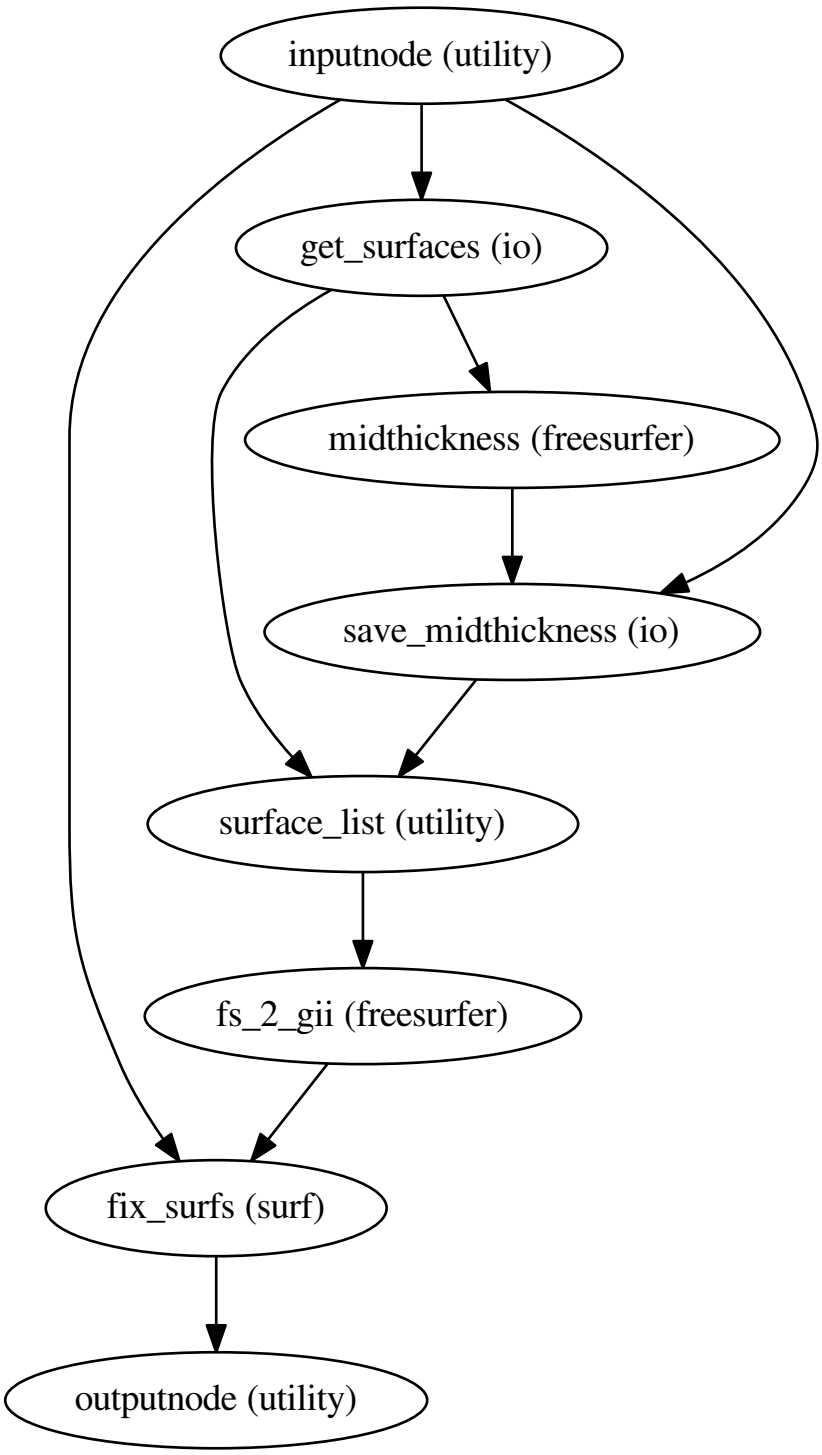 inputnode (utility)
get_surfaces (io)
midthickness (freesurfer)
save_midthickness (io)
surface_list (utility)
fs_2_gii (freesurfer)
fix_surfs (surf)
outputnode (utility)